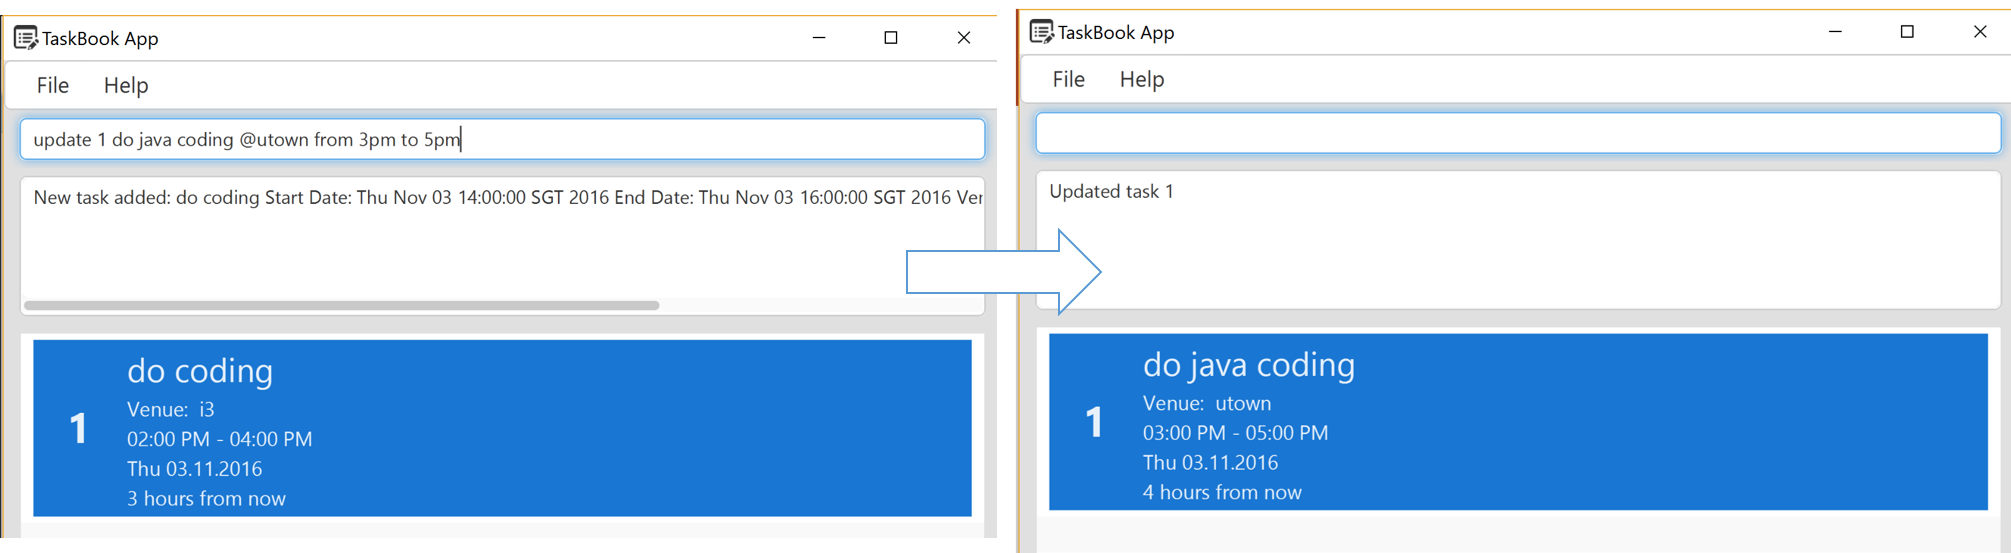 TaskBook App
File Help
update 1 do java coding @utown from 3pm to 5pm
New task added: do coding Start Date: Thu Nov 03 14:00:00 SGT 2016 End Date: Thu Nov 03 16:00:00 SGT 2016 Ver
1
do coding
Venue: i3
02:00 PM - 04:00 PM
Thu 03.11.2016
3 hours from now
TaskBook App
File Help
Updated task 1
1
do java coding
Venue: utown
03:00 PM - 05:00 PM
Thu 03.11.2016
4 hours from now